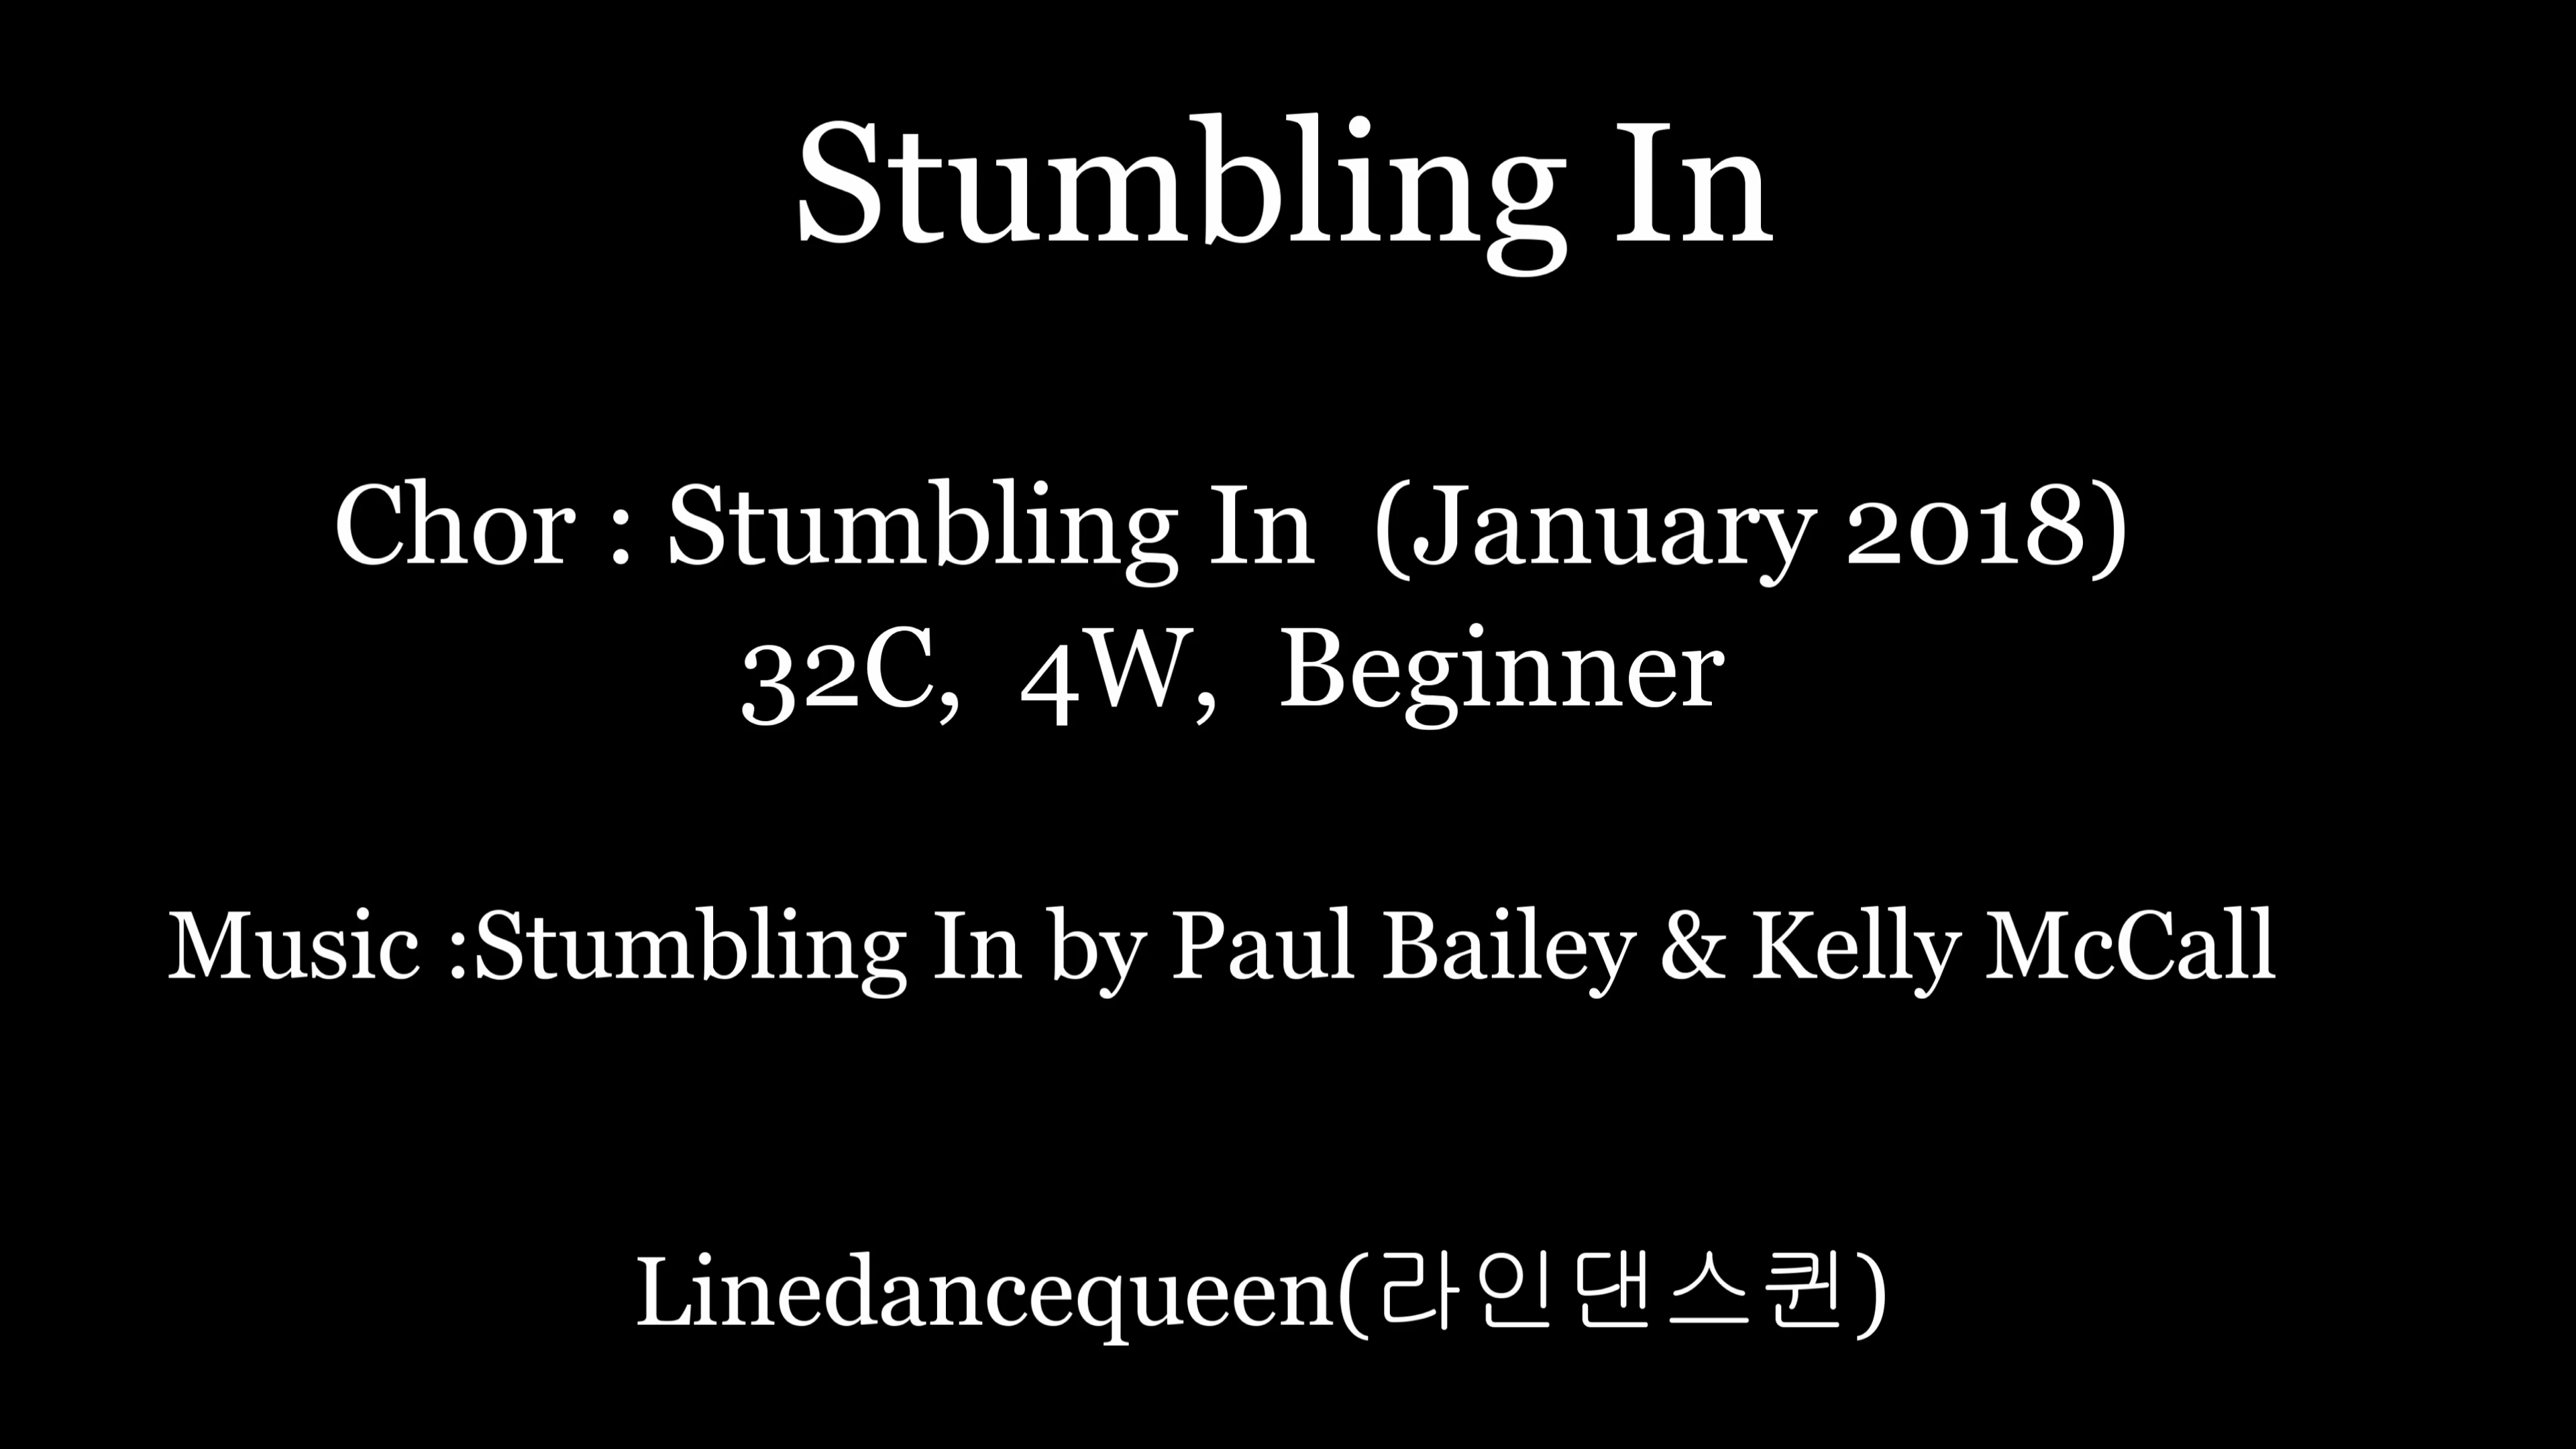 Stumbling In
Chor : Stumbling In (January 2018)
32C, 4W, Beginner
Music :Stumbling In by Paul Bailey & Kelly McCall
Linedancequeen(라인댄스퀸)